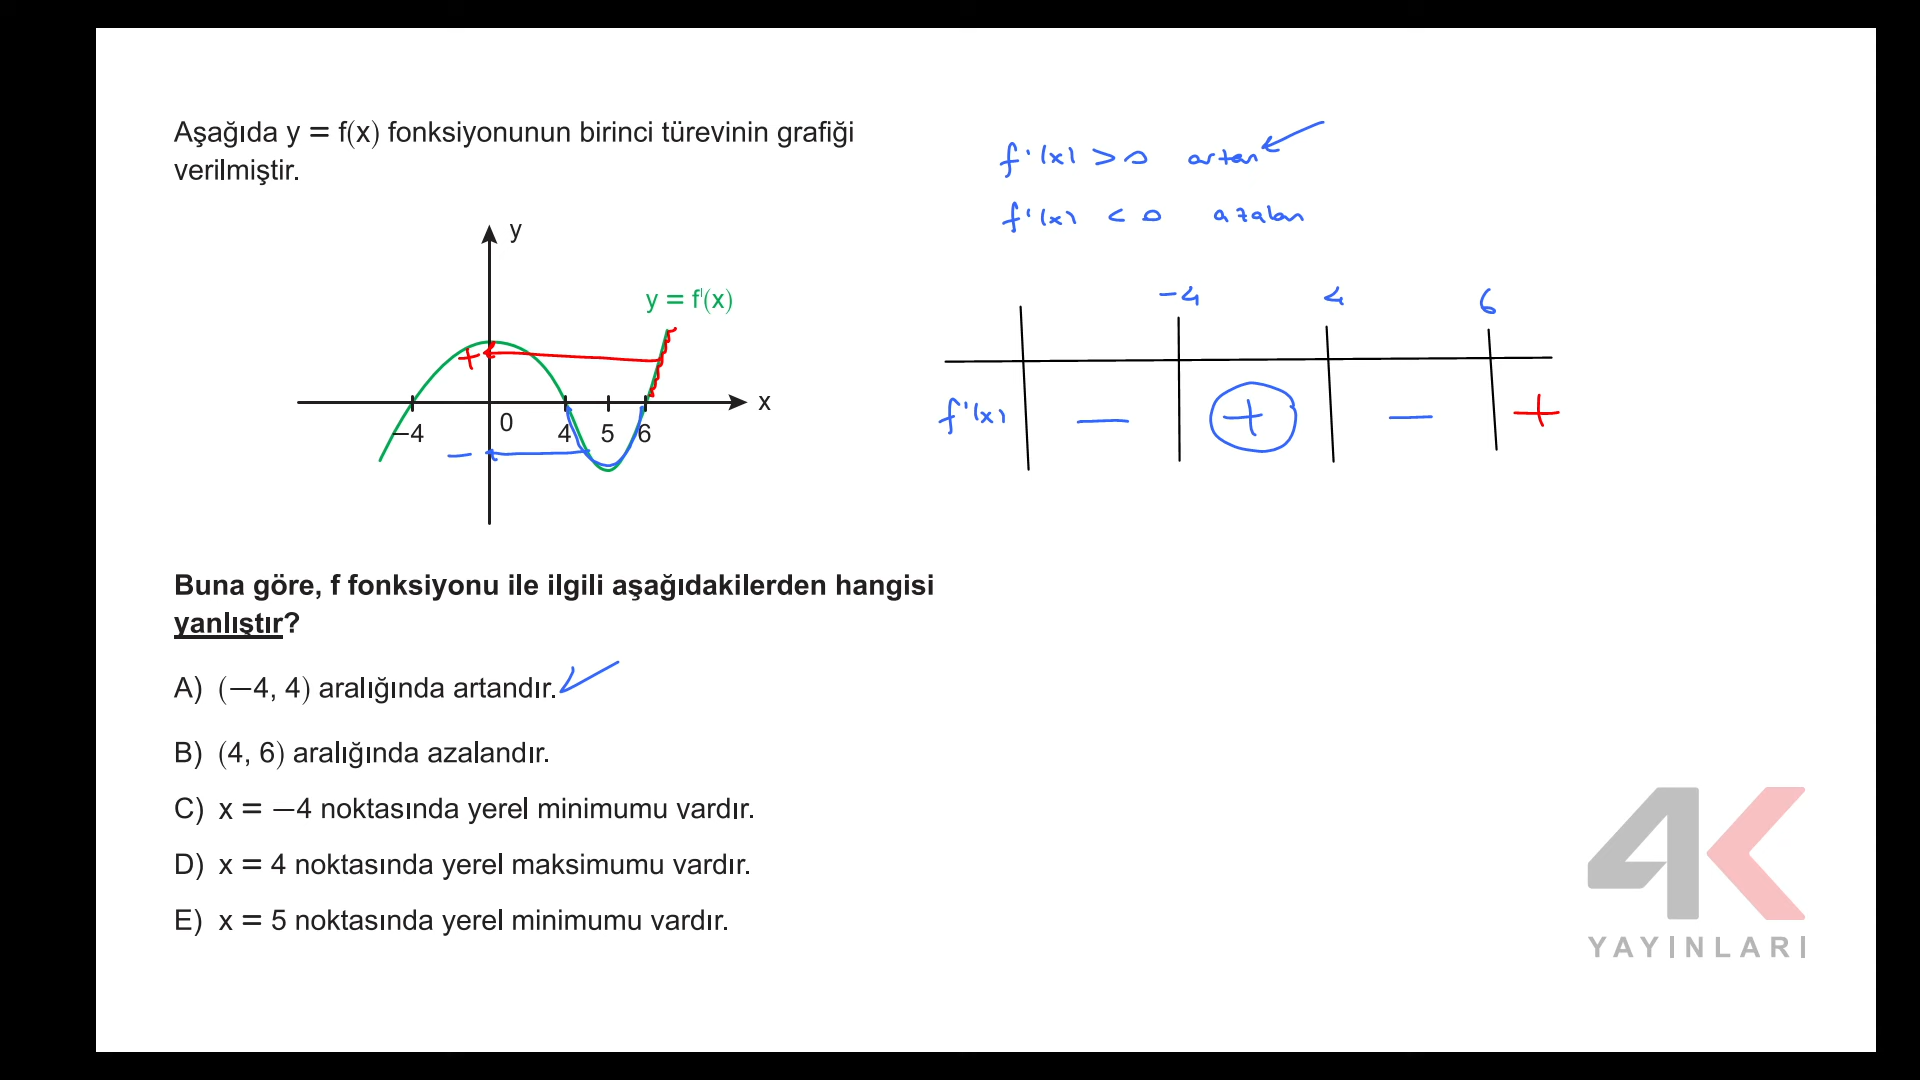 Aşağıda y = f(x) fonksiyonunun birinci türevinin grafiği
verilmiştir.
y
y = f'(x)
x
0
−4
4
5
6
+
−
f'(x) > 0 artan
f'(x) < 0 azalan
−4 4 6
f'(x) − + − +
Buna göre, f fonksiyonu ile ilgili aşağıdakilerden hangisi
yanlıştır?
A) (−4, 4) aralığında artandır.
B) (4, 6) aralığında azalandır.
C) x = −4 noktasında yerel minimumu vardır.
D) x = 4 noktasında yerel maksimumu vardır.
E) x = 5 noktasında yerel minimumu vardır.
4K
YAYINLARI